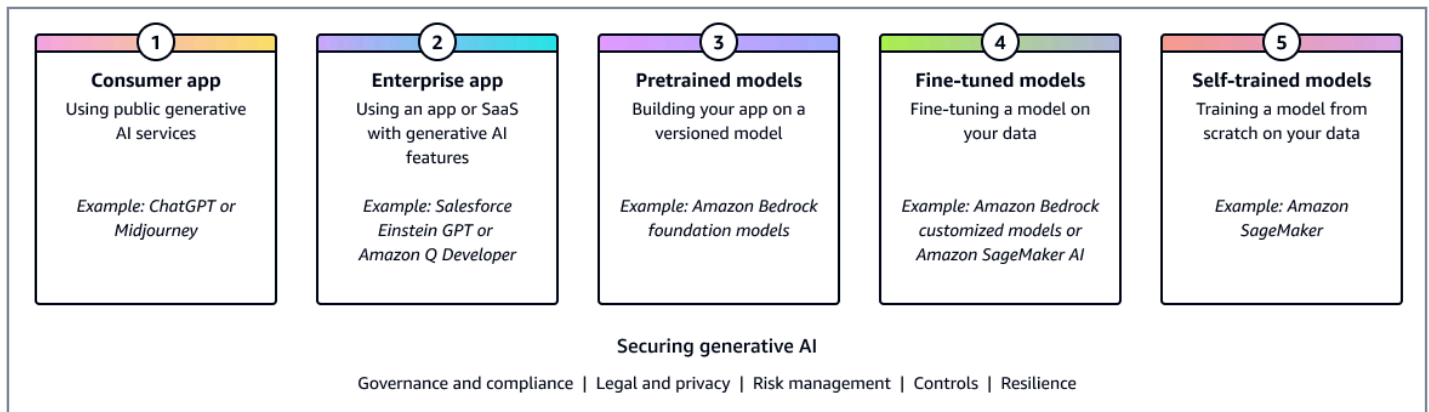 1
Consumer app
Using public generative
AI services
Example: ChatGPT or
Midjourney
2
Enterprise app
Using an app or SaaS
with generative AI
features
Example: Salesforce
Einstein GPT or
Amazon Q Developer
3
Pretrained models
Building your app on a
versioned model
Example: Amazon Bedrock
foundation models
4
Fine-tuned models
Fine-tuning a model on
your data
Example: Amazon Bedrock
customized models or
Amazon SageMaker AI
5
Self-trained models
Training a model from
scratch on your data
Example: Amazon
SageMaker
Securing generative AI
Governance and compliance | Legal and privacy | Risk management | Controls | Resilience